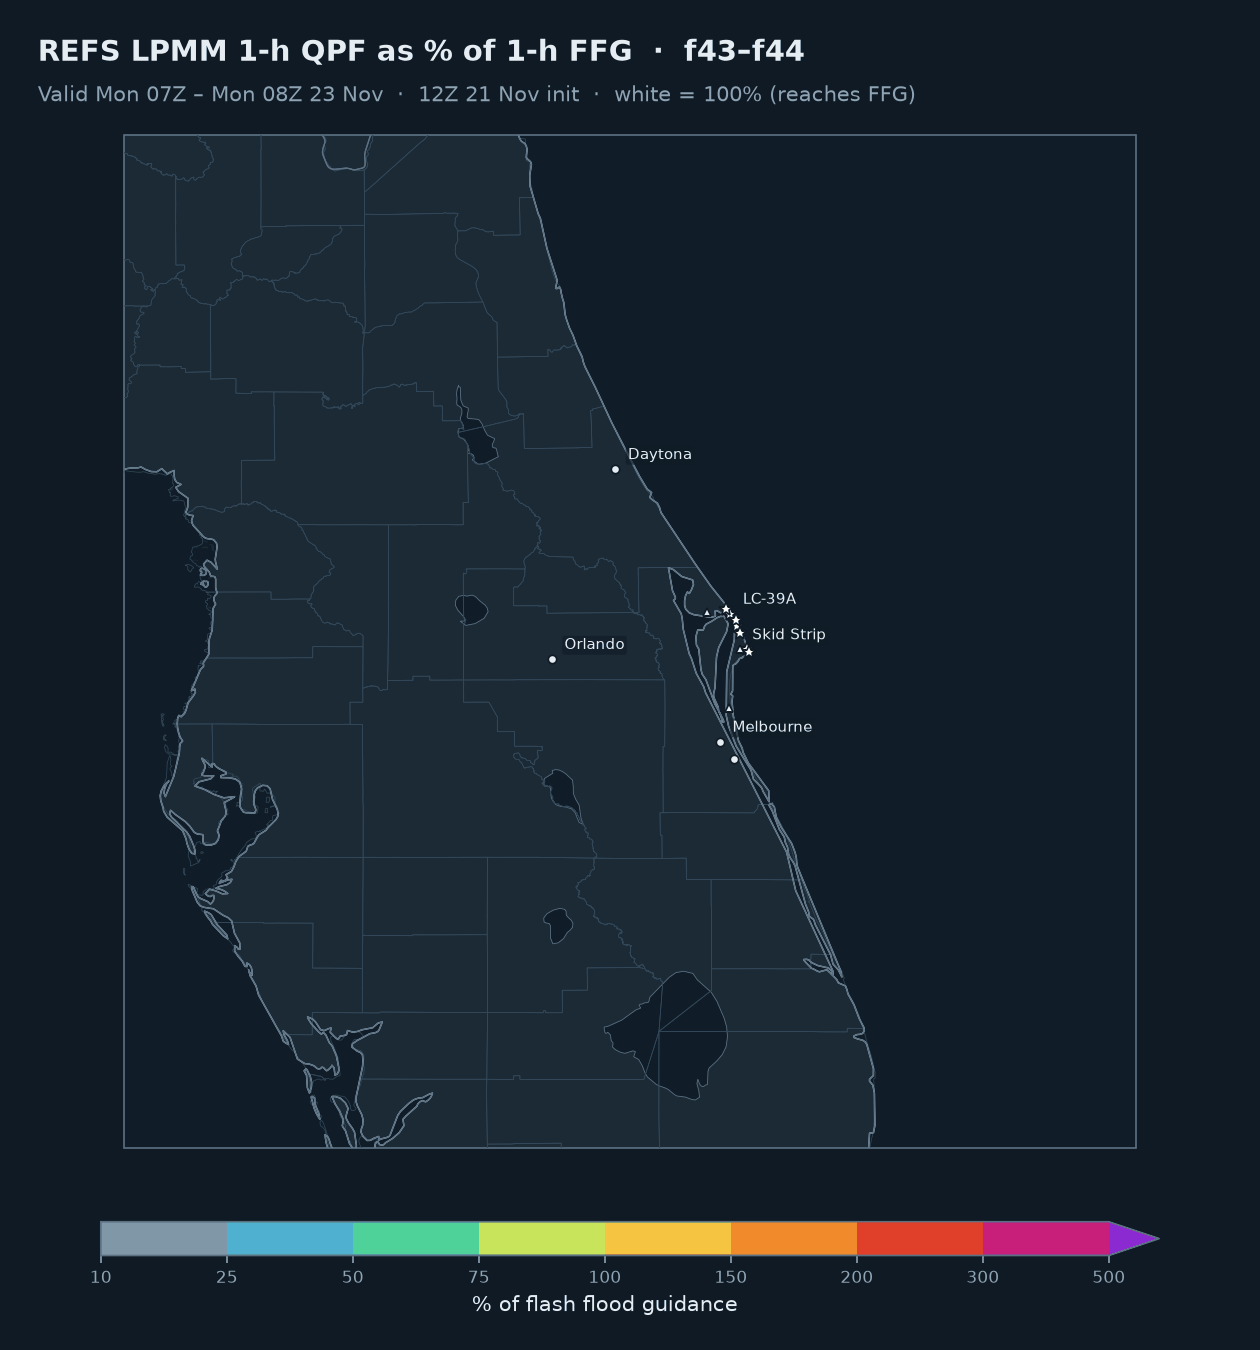 REFS LPMM 1-h QPF as % of 1-h FFG · f43–f44
Valid Mon 07Z – Mon 08Z 23 Nov · 12Z 21 Nov init · white = 100% (reaches FFG)
Daytona
LC-39A
Skid Strip
Orlando
Melbourne
10 25 50 75 100 150 200 300 500
% of flash flood guidance